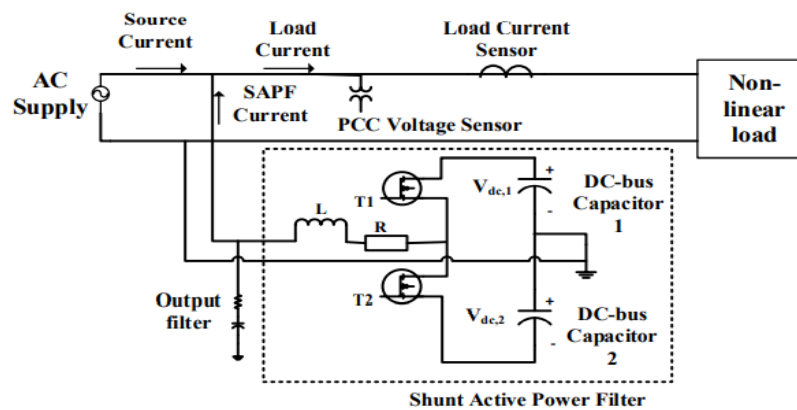 Source
Current
Load
Current
Load Current
Sensor
AC
Supply
SAPF
Current
PCC Voltage Sensor
Non-
linear
load
T1
Vdc,1
+
-
DC-bus
Capacitor
1
L
R
T2
Vdc,2
+
-
DC-bus
Capacitor
2
Output
filter
Shunt Active Power Filter